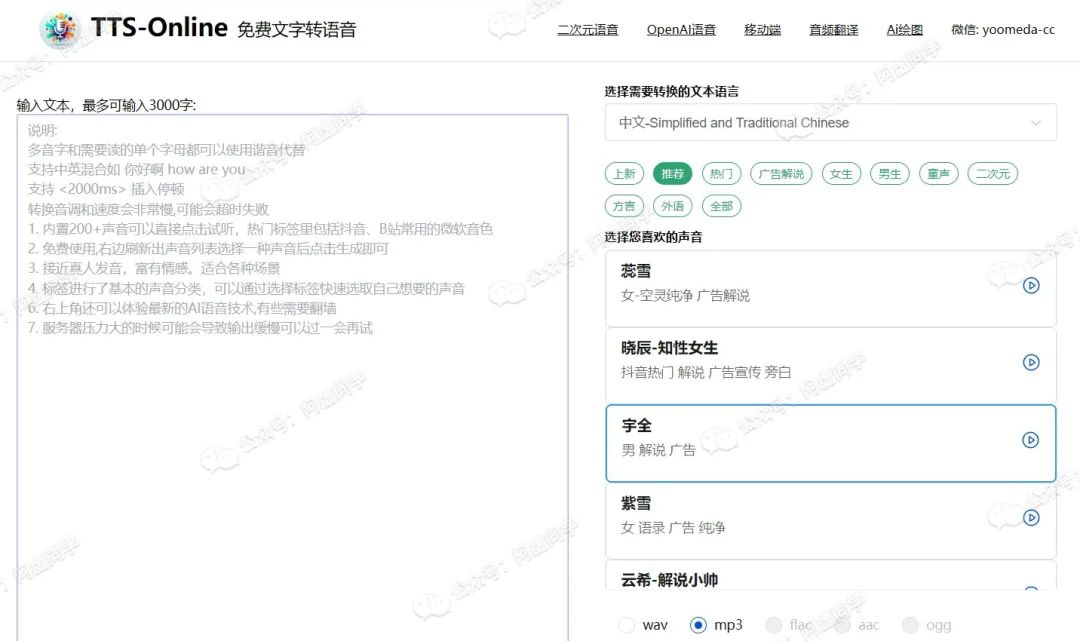 TTS-Online 免费文字转语音
二次元语音 OpenAI语音 移动端 音频翻译 Ai绘图 微信: yoomeda-cc
输入文本，最多可输入3000字:
说明:
多音字和需要读的单个字母都可以使用谐音代替
支持中英混合如 你好啊 how are you
支持 <2000ms> 插入停顿
转换音调和速度会非常慢,可能会超时失败
1. 内置200+声音可以直接点击试听，热门标签里包括抖音、B站常用的微软音色
2. 免费使用,右边刷新出声音列表选择一种声音后点击生成即可
3. 接近真人发音，富有情感。适合各种场景
4. 标签进行了基本的声音分类，可以通过选择标签快速选取自己想要的声音
6. 右上角还可以体验最新的AI语音技术,有些需要翻墙
7. 服务器压力大的时候可能会导致输出缓慢可以过一会再试
选择需要转换的文本语言
中文-Simplified and Traditional Chinese
上新 推荐 热门 广告解说 女生 男生 童声 二次元
方言 外语 全部
选择您喜欢的声音
蕊雪
女-空灵纯净 广告解说
晓辰-知性女生
抖音热门 解说 广告宣传 旁白
宇全
男 解说 广告
紫雪
女 语录 广告 纯净
云希-解说小帅
wav mp3 flac aac ogg